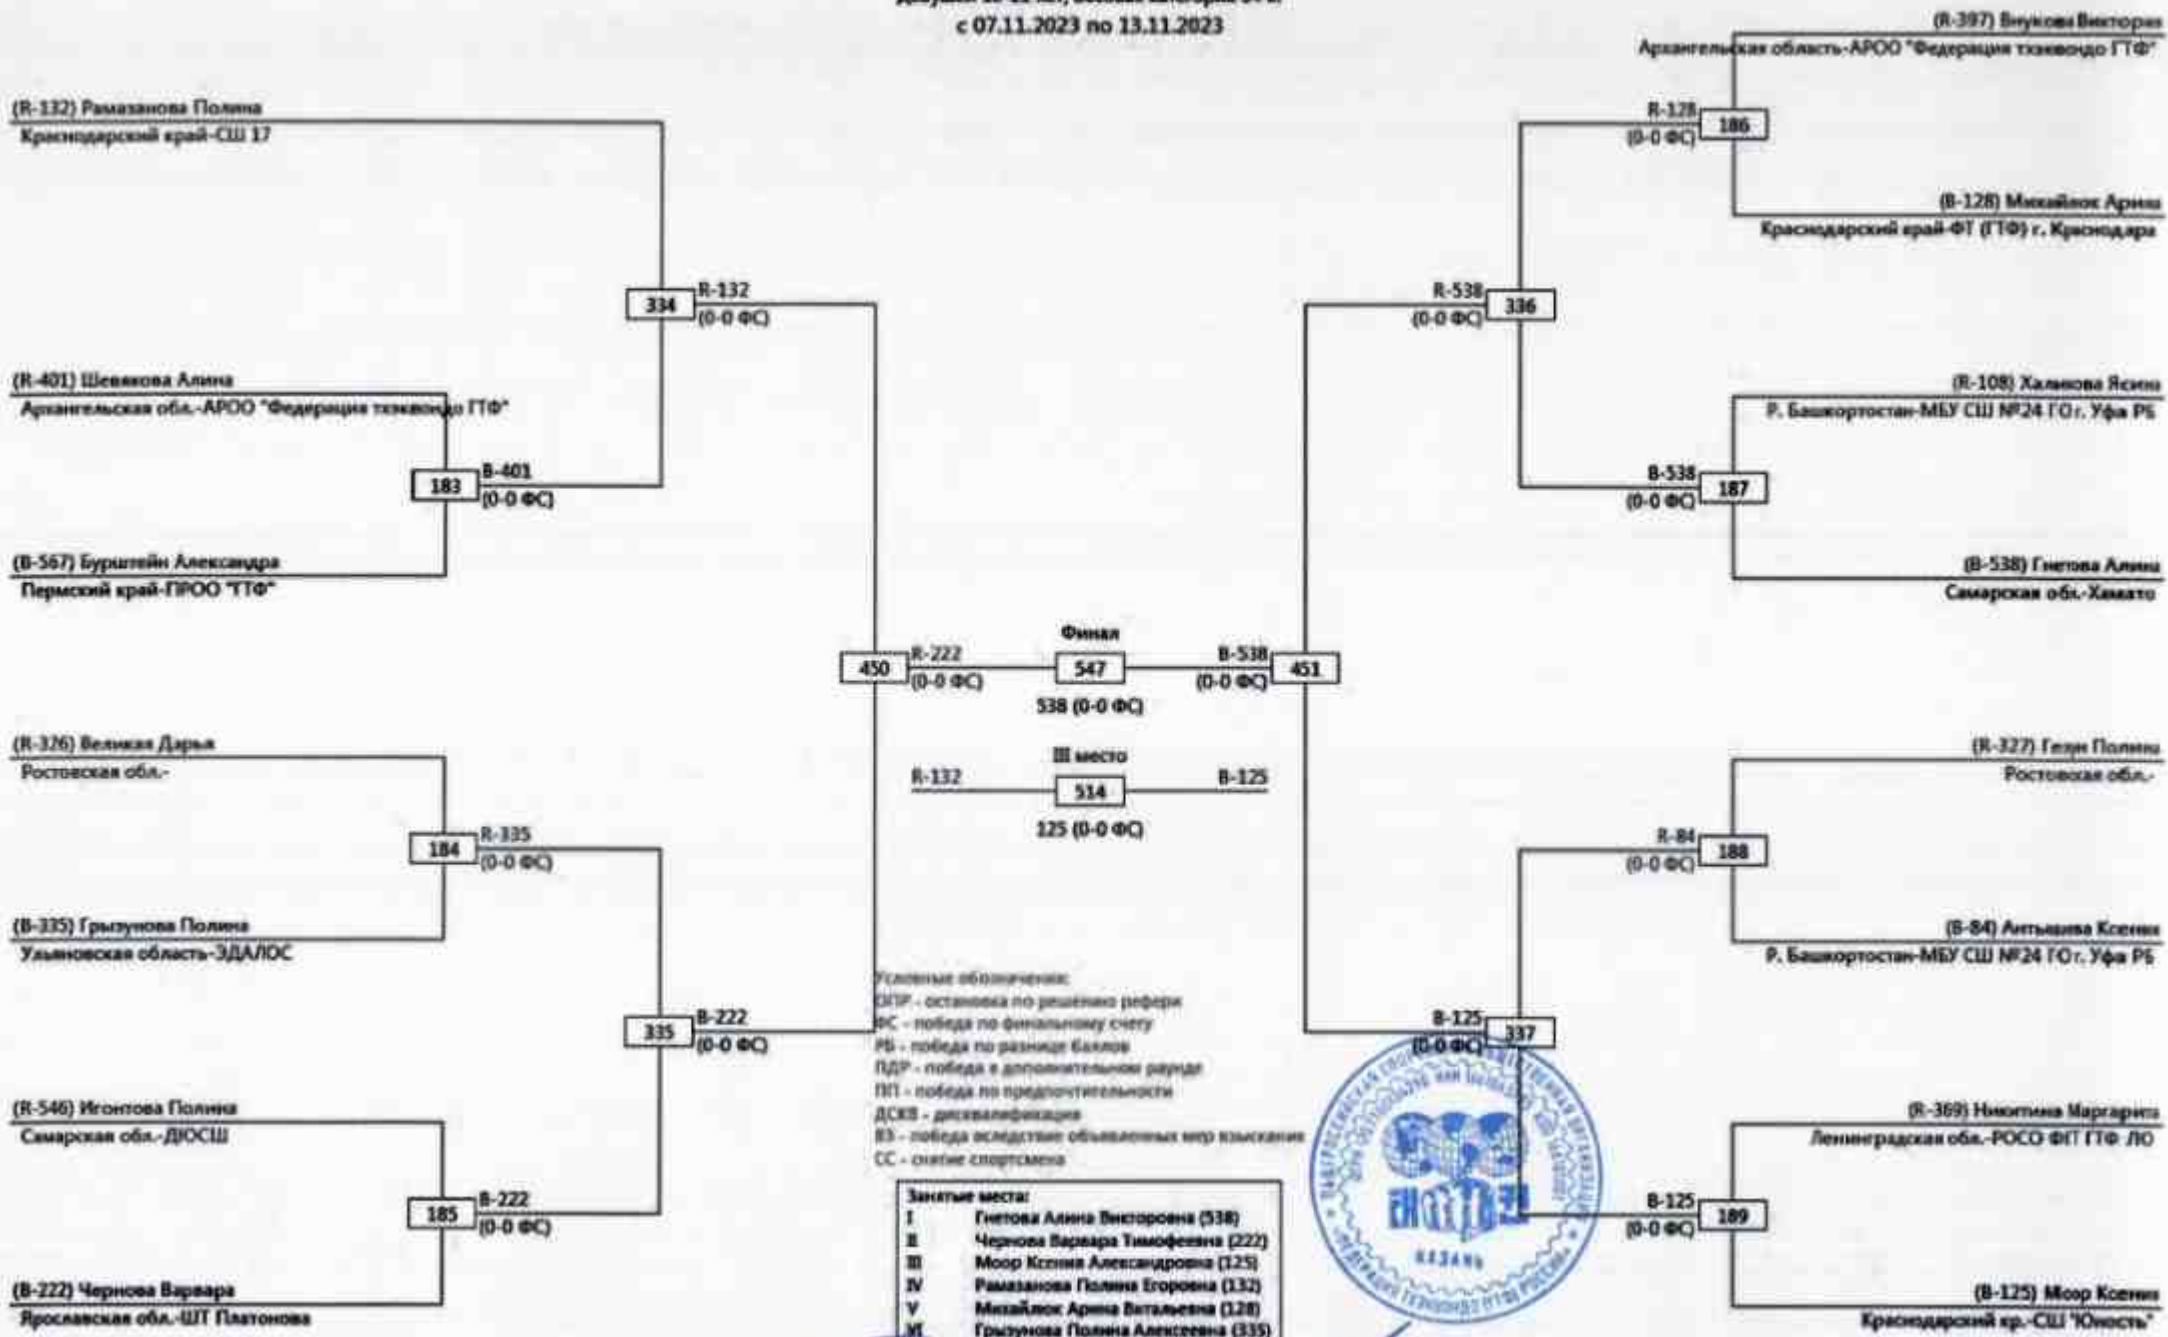 с 07.11.2023 по 13.11.2023
(R-132) Рамазанова Полина
Краснодарский край-СШ 17
334
R-132
(0-0 ФС)
(R-401) Шевякова Алина
Архангельская обл.-АРОО "Федерация тхэквондо ГТФ"
183
B-401
(0-0 ФС)
(B-567) Бурштейн Александра
Пермский край-ПРОО "ГТФ"
450
R-222
(0-0 ФС)
(R-326) Великая Дарья
Ростовская обл.-
184
R-335
(0-0 ФС)
(B-335) Грызунова Полина
Ульяновская область-ЭДАЛОС
335
B-222
(0-0 ФС)
(R-546) Игонтова Полина
Самарская обл.-ДЮСШ
185
B-222
(0-0 ФС)
(B-222) Чернова Варвара
Ярославская обл.-ШТ Платонова
Финал
547
538 (0-0 ФС)
III место
R-132
514
B-125
125 (0-0 ФС)
(R-397) Внукова Виктория
Архангельская область-АРОО "Федерация тхэквондо ГТФ"
R-128
(0-0 ФС)
186
(B-128) Михайлюк Арина
Краснодарский край-ФТ (ГТФ) г. Краснодара
R-538
(0-0 ФС)
336
(R-108) Халикова Ясина
Р. Башкортостан-МБУ СШ №24 ГО г. Уфа РБ
B-538
(0-0 ФС)
187
(B-538) Гнетова Алина
Самарская обл.-Хамато
B-538
(0-0 ФС)
451
(R-327) Гезун Полина
Ростовская обл.-
R-84
(0-0 ФС)
188
(B-84) Антышева Ксения
Р. Башкортостан-МБУ СШ №24 ГО г. Уфа РБ
B-125
(0-0 ФС)
337
(R-369) Никитина Маргарита
Ленинградская обл.-РОСО ФТ ГТФ ЛО
B-125
(0-0 ФС)
189
(B-125) Моор Ксения
Краснодарский кр.-СШ "Юность"
Условные обозначения:
ОПР - остановка по решению рефери
ФС - победа по финальному счету
РБ - победа по разнице баллов
ПДР - победа в дополнительном раунде
ПП - победа по предпочтительности
ДСКВ - дисквалификация
ВЗ - победа вследствие объявленных мер взыскания
СС - снятие спортсмена
Занятые места:
I Гнетова Алина Викторовна (538)
II Чернова Варвара Тимофеевна (222)
III Моор Ксения Александровна (125)
IV Рамазанова Полина Егоровна (132)
V Михайлюк Арина Витальевна (128)
VI Грызунова Полина Алексеевна (335)
КАЗАНЬ